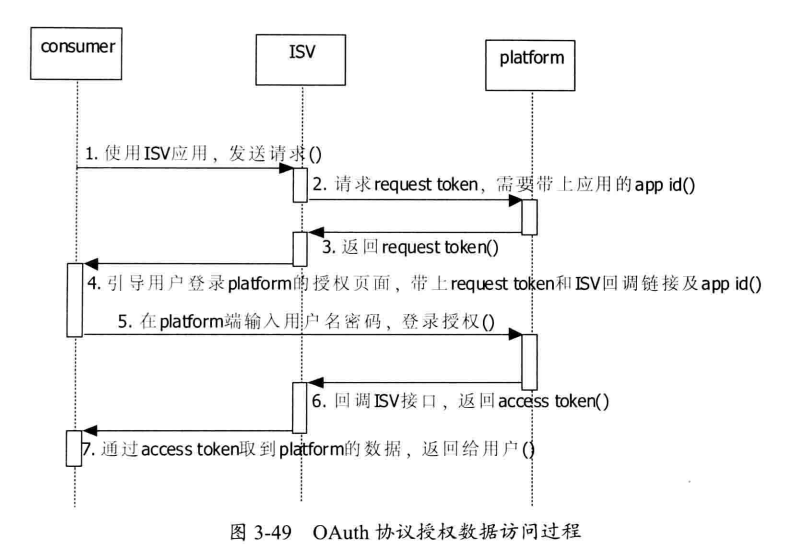 consumer
ISV
platform
1. 使用ISV应用，发送请求()
2. 请求request token，需要带上应用的app id()
3. 返回request token()
4. 引导用户登录platform的授权页面，带上request token和ISV回调链接及app id()
5. 在platform端输入用户名密码，登录授权()
6. 回调ISV接口，返回access token()
7. 通过access token取到platform的数据，返回给用户()
图 3-49 OAuth 协议授权数据访问过程